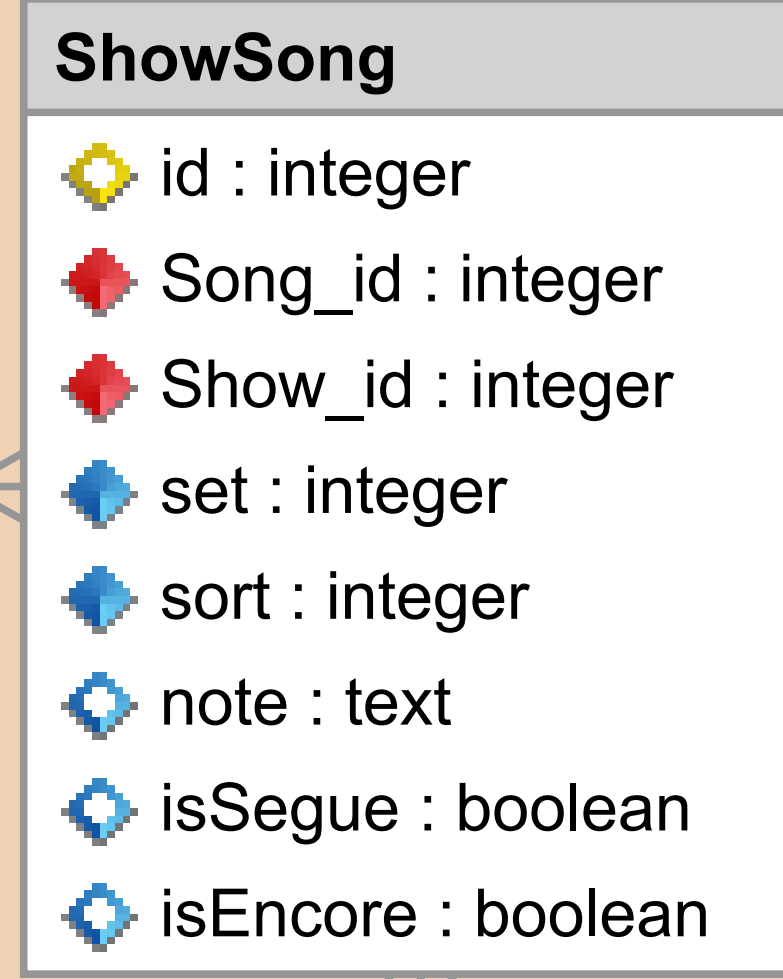 ShowSong
id : integer
Song_id : integer
Show_id : integer
set : integer
sort : integer
note : text
isSegue : boolean
isEncore : boolean